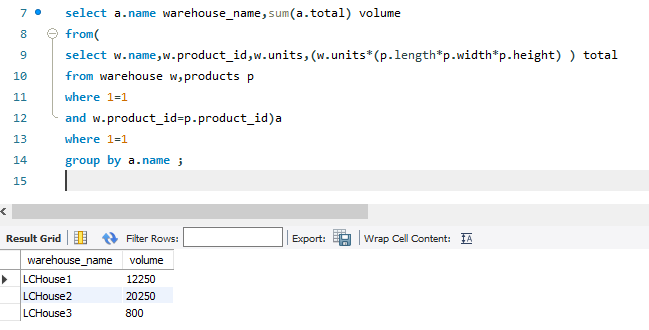 7 select a.name warehouse_name,sum(a.total) volume
8 from(
9 select w.name,w.product_id,w.units,(w.units*(p.length*p.width*p.height) ) total
10 from warehouse w,products p
11 where 1=1
12 and w.product_id=p.product_id)a
13 where 1=1
14 group by a.name ;
15
Result Grid Filter Rows: Export: Wrap Cell Content: IA
warehouse_name volume
LCHouse1 12250
LCHouse2 20250
LCHouse3 800